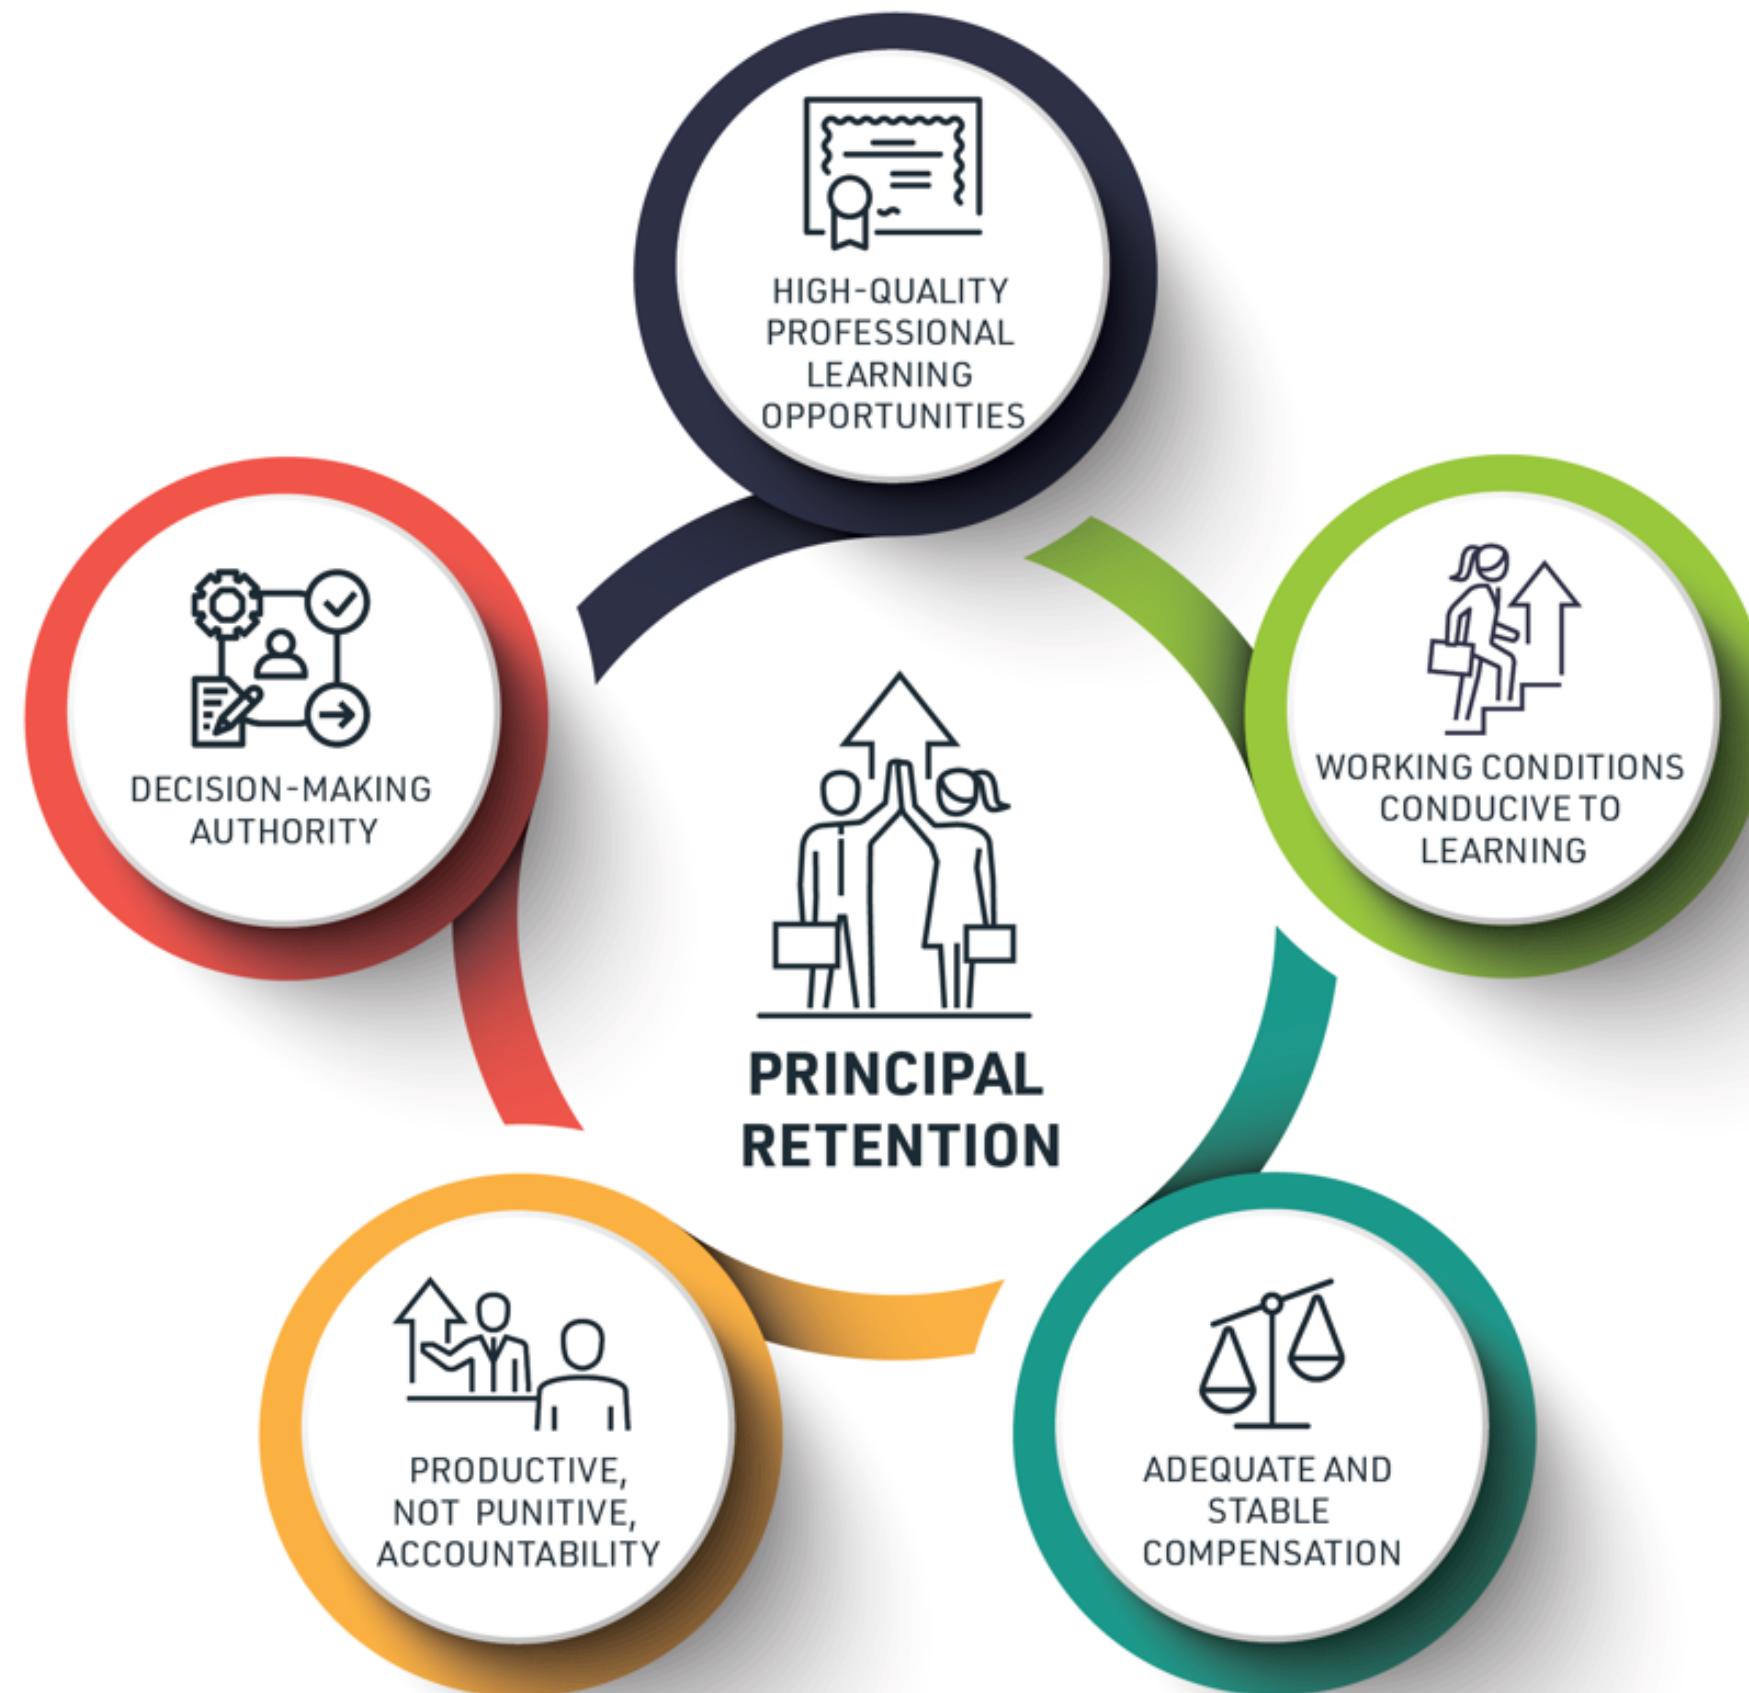 HIGH-QUALITY
PROFESSIONAL
LEARNING
OPPORTUNITIES
WORKING CONDITIONS
CONDUCIVE TO
LEARNING
ADEQUATE AND
STABLE
COMPENSATION
PRODUCTIVE,
NOT PUNITIVE,
ACCOUNTABILITY
DECISION-MAKING
AUTHORITY
PRINCIPAL
RETENTION